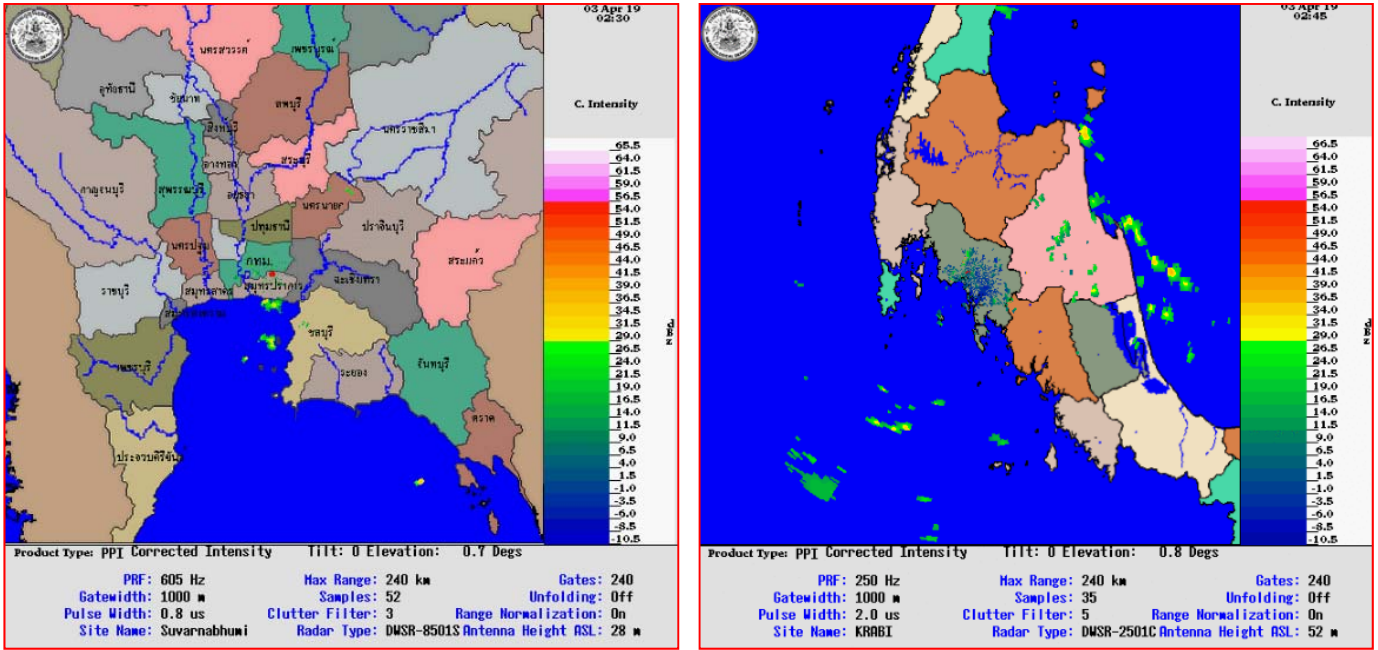 03 Apr 19
02:30
C. Intensity
65.5
64.0
61.5
59.0
56.5
54.0
51.5
49.0
46.5
44.0
41.5
39.0
36.5
34.0
31.5
29.0
26.5
24.0
21.5
19.0
16.5
14.0
11.5
9.0
6.5
4.0
1.5
-1.0
-3.5
-6.0
-8.5
-10.5
นครสวรรค์
เพชรบูรณ์
อุทัยธานี
ชัยนาท
ลพบุรี
สิงหบุรี
นครราชสีมา
อ่างทอง
สระบุรี
กาญจนบุรี
สุพรรณบุรี
อยุธยา
นครนายก
ปทุมธานี
ปราจีนบุรี
นครปฐม
กทม.
สระแก้ว
ราชบุรี
สมุทรสาคร
สมุทรปราการ
ฉะเชิงเทรา
ชลบุรี
เพชรบุรี
ระยอง
จันทบุรี
ตราด
ประจวบคีรีขันธ์
Product Type: PPI Corrected Intensity Tilt: 0 Elevation: 0.7 Degs
PRF: 605 Hz Max Range: 240 km Gates: 240
Gatewidth: 1000 m Samples: 52 Unfolding: Off
Pulse Width: 0.8 us Clutter Filter: 3 Range Normalization: On
Site Name: Suvarnabhumi Radar Type: DWSR-8501S Antenna Height ASL: 28 m
03 Apr 19
02:45
C. Intensity
66.5
64.0
61.5
59.0
56.5
54.0
51.5
49.0
46.5
44.0
41.5
39.0
36.5
34.0
31.5
29.0
26.5
24.0
21.5
19.0
16.5
14.0
11.5
9.0
6.5
4.0
1.5
-1.0
-3.5
-6.0
-8.5
-10.5
Product Type: PPI Corrected Intensity Tilt: 0 Elevation: 0.8 Degs
PRF: 250 Hz Max Range: 240 km Gates: 240
Gatewidth: 1000 m Samples: 35 Unfolding: Off
Pulse Width: 2.0 us Clutter Filter: 5 Range Normalization: On
Site Name: KRABI Radar Type: DWSR-2501C Antenna Height ASL: 52 m